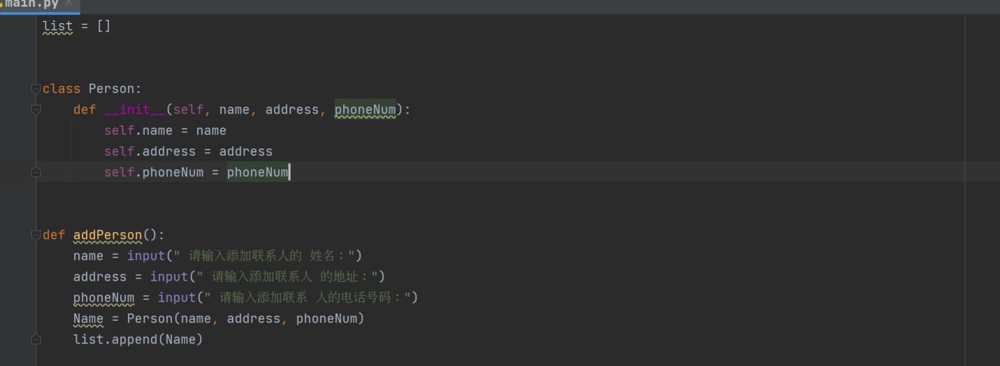 main.py
list = []
class Person:
    def __init__(self, name, address, phoneNum):
        self.name = name
        self.address = address
        self.phoneNum = phoneNum
def addPerson():
    name = input(" 请输入添加联系人的 姓名：")
    address = input(" 请输入添加联系人 的地址：")
    phoneNum = input(" 请输入添加联系 人的电话号码：")
    Name = Person(name, address, phoneNum)
    list.append(Name)